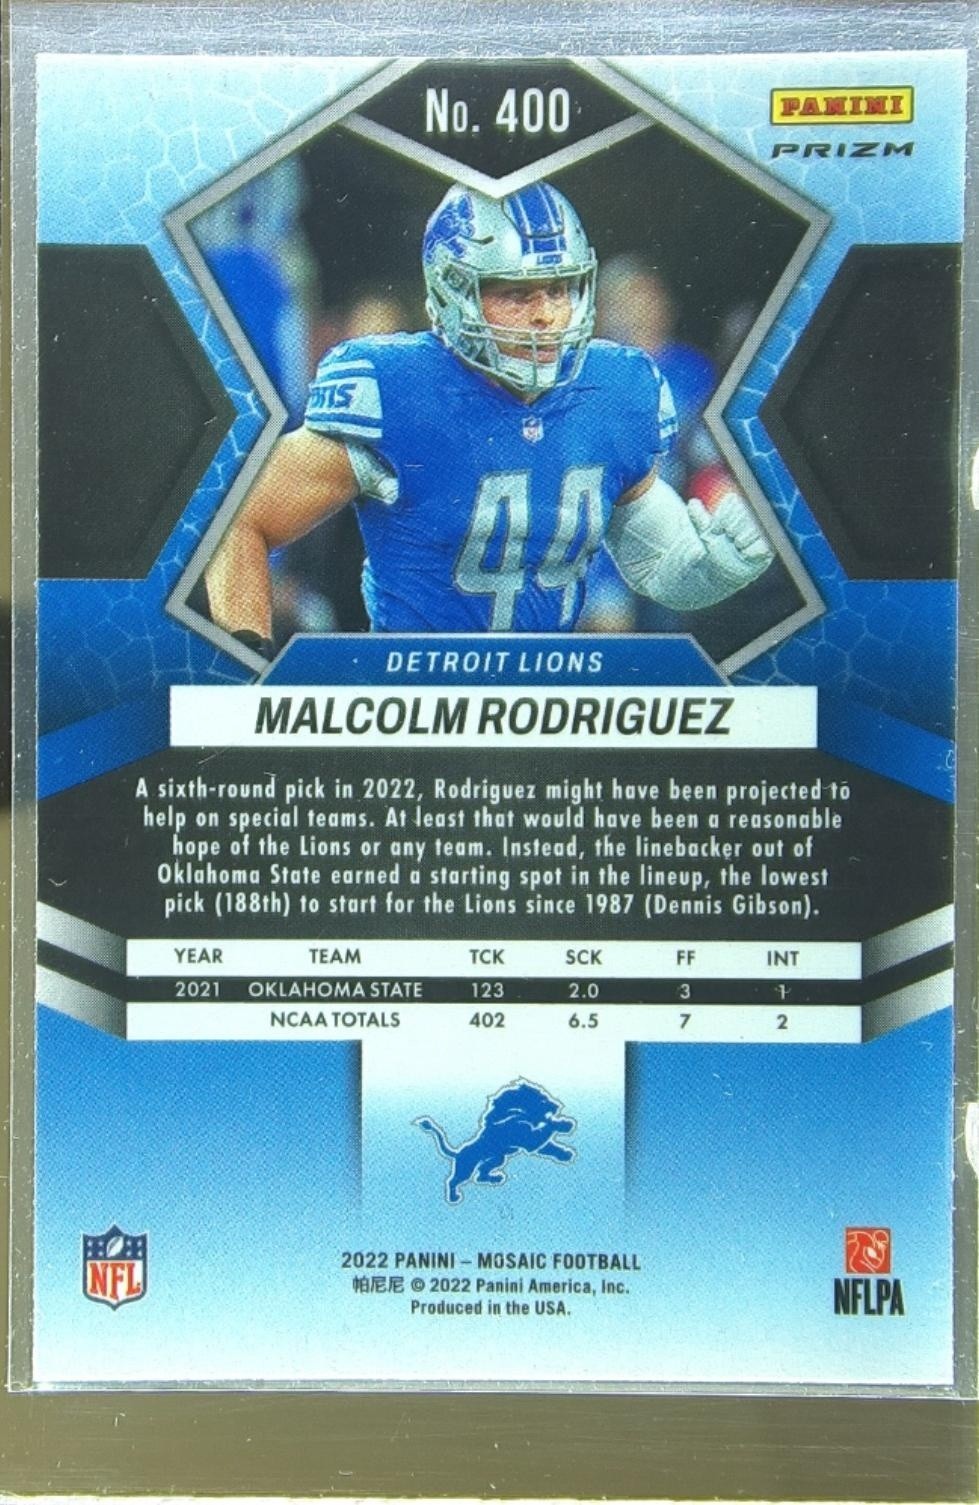 No. 400
PANINI
PRIZM
LIONS
44
DETROIT LIONS
MALCOLM RODRIGUEZ
A sixth-round pick in 2022, Rodriguez might have been projected to
help on special teams. At least that would have been a reasonable
hope of the Lions or any team. Instead, the linebacker out of
Oklahoma State earned a starting spot in the lineup, the lowest
pick (188th) to start for the Lions since 1987 (Dennis Gibson).
YEAR TEAM TCK SCK FF INT
2021 OKLAHOMA STATE 123 2.0 3 1
NCAA TOTALS 402 6.5 7 2
2022 PANINI – MOSAIC FOOTBALL
帕尼尼 © 2022 Panini America, Inc.
Produced in the USA.
NFL
NFLPA